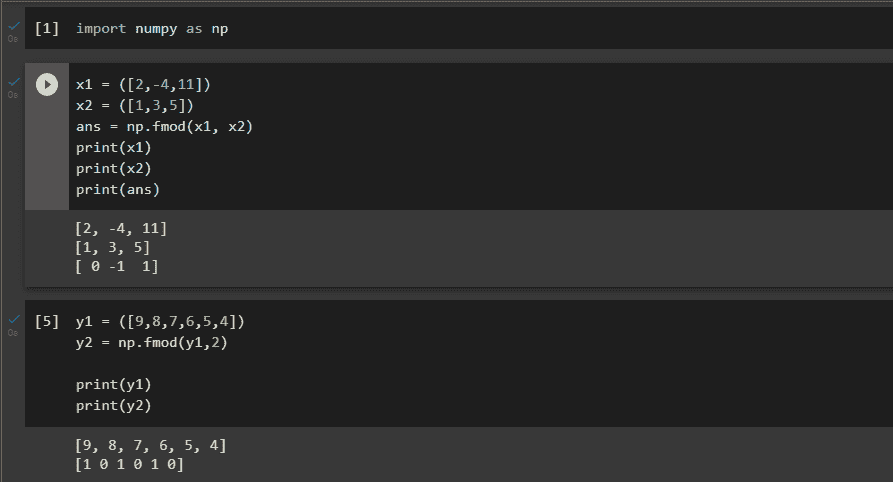 [1] import numpy as np
0s
x1 = ([2,-4,11])
0s
x2 = ([1,3,5])
ans = np.fmod(x1, x2)
print(x1)
print(x2)
print(ans)
[2, -4, 11]
[1, 3, 5]
[ 0 -1  1]
[5] y1 = ([9,8,7,6,5,4])
0s
y2 = np.fmod(y1,2)
print(y1)
print(y2)
[9, 8, 7, 6, 5, 4]
[1 0 1 0 1 0]